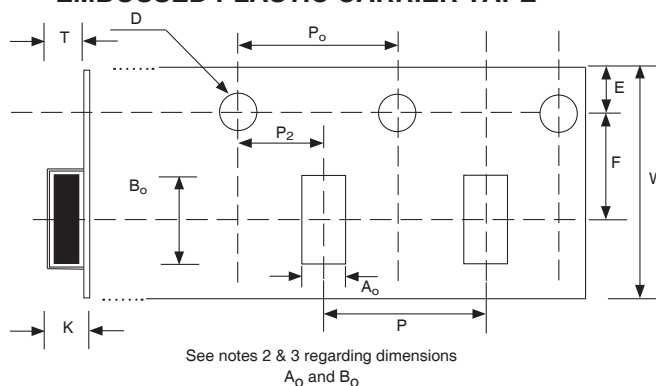 EMBOSSED PLASTIC CARRIER TAPE
D
T
Po
E
P2
F
Bo
W
Ao
K
P
See notes 2 & 3 regarding dimensions
Ao and Bo